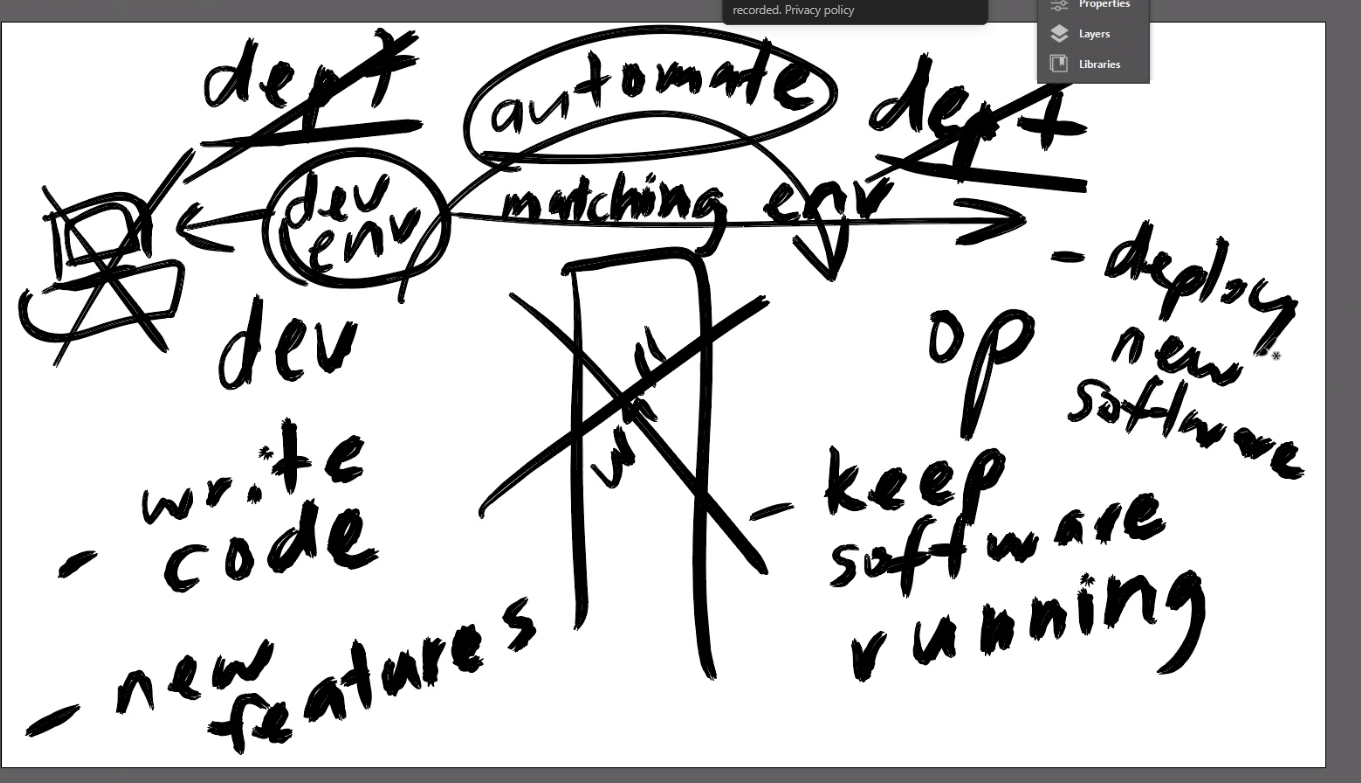 recorded. Privacy policy
Properties
Layers
Libraries
dept
automate
dept
dev
env
matching env
dev
wall
op
- deploy
new
software
- write
code
- keep
software
running
- new
features